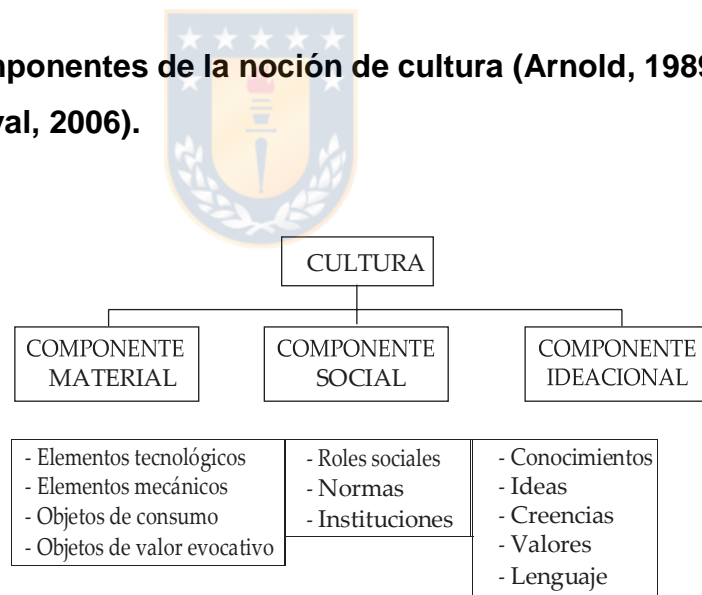 mponentes de la noción de cultura (Arnold, 1989
val, 2006).
CULTURA
COMPONENTE
MATERIAL
COMPONENTE
SOCIAL
COMPONENTE
IDEACIONAL
- Elementos tecnológicos
- Elementos mecánicos
- Objetos de consumo
- Objetos de valor evocativo
- Roles sociales
- Normas
- Instituciones
- Conocimientos
- Ideas
- Creencias
- Valores
- Lenguaje